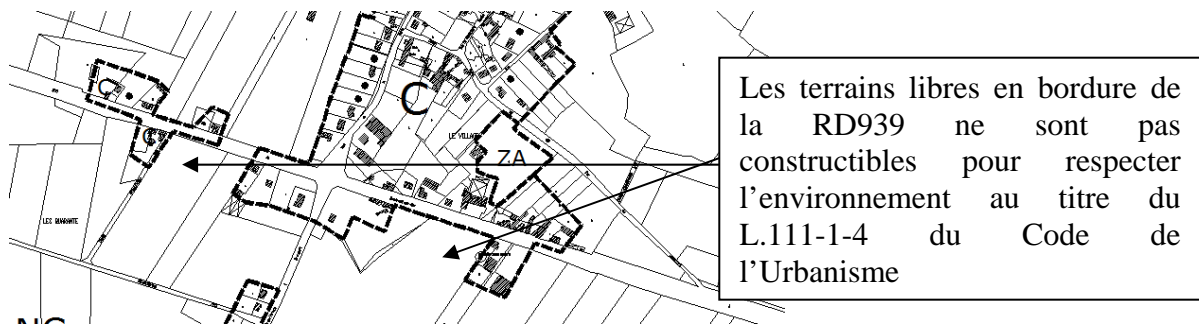 C
C
C
LE VILLAGE
ZA
LES QUARANTE
NC
Les terrains libres en bordure de
la RD939 ne sont pas
constructibles pour respecter
l’environnement au titre du
L.111-1-4 du Code de
l’Urbanisme